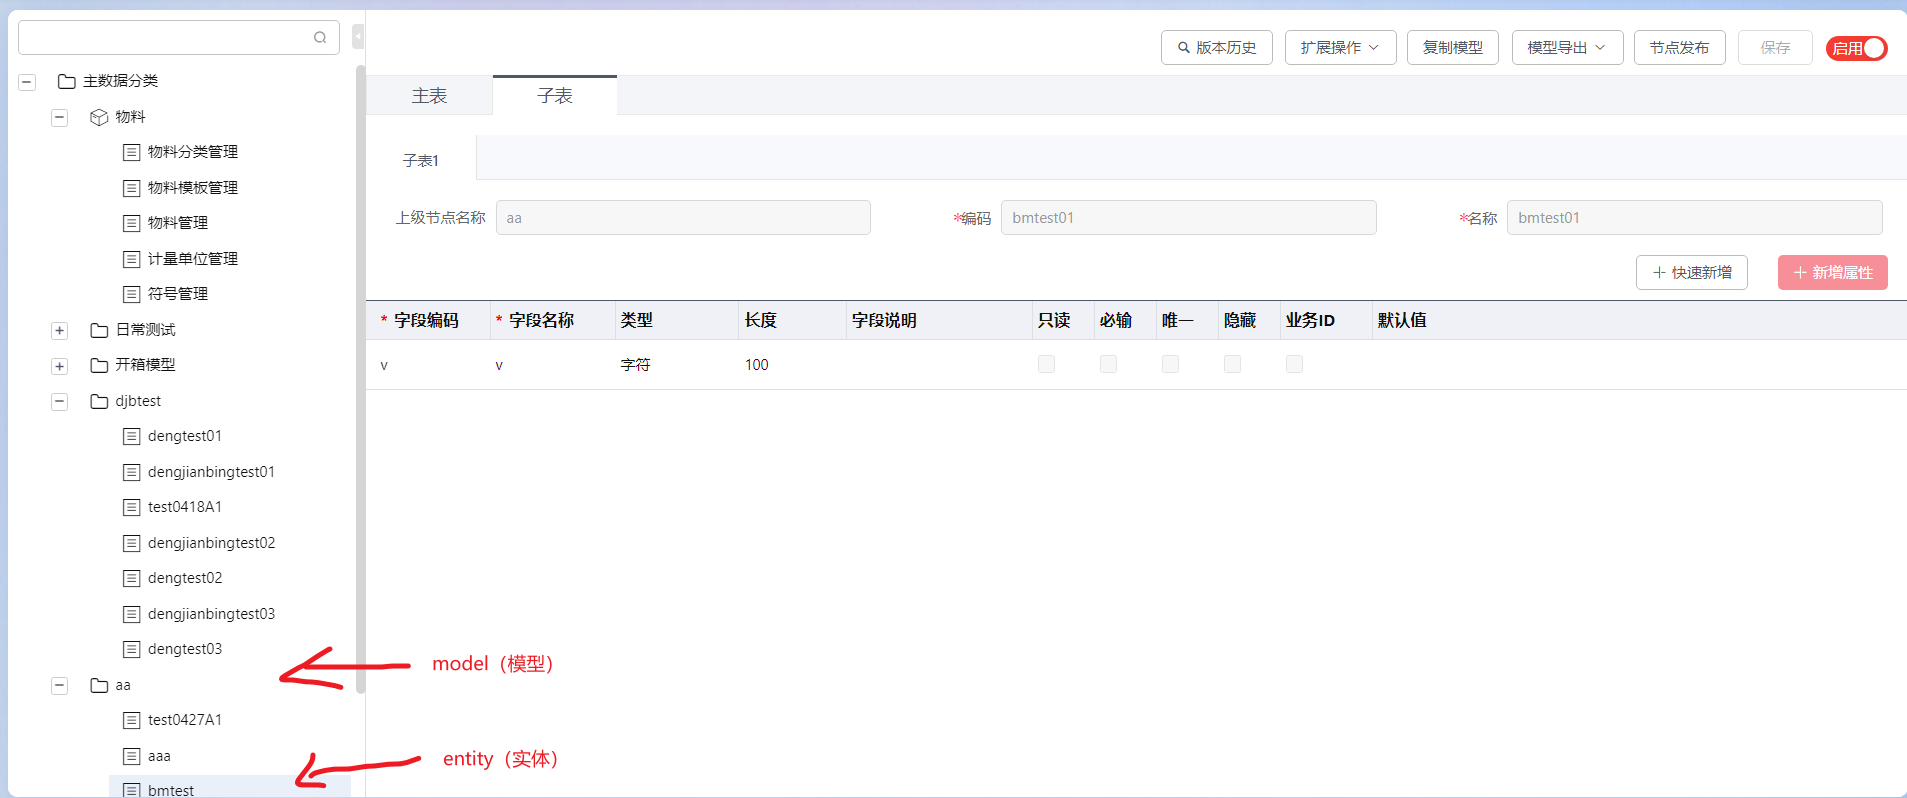 主数据分类
物料
物料分类管理
物料模板管理
物料管理
计量单位管理
符号管理
日常测试
开箱模型
djbtest
dengtest01
dengjianbingtest01
test0418A1
dengjianbingtest02
dengtest02
dengjianbingtest03
dengtest03
aa
test0427A1
aaa
bmtest
model（模型）
entity（实体）
版本历史 扩展操作 复制模型 模型导出 节点发布 保存 启用
主表 子表
子表1
上级节点名称 aa *编码 bmtest01 *名称 bmtest01
快速新增 新增属性
* 字段编码 * 字段名称 类型 长度 字段说明 只读 必输 唯一 隐藏 业务ID 默认值
v v 字符 100